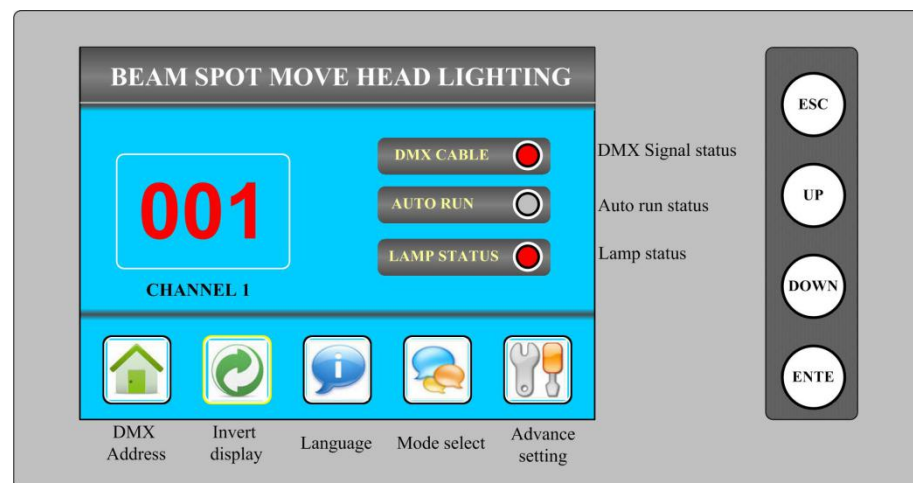 BEAM SPOT MOVE HEAD LIGHTING
ESC
DMX CABLE
DMX Signal status
001
UP
AUTO RUN
Auto run status
LAMP STATUS
Lamp status
CHANNEL 1
DOWN
i
ENTE
DMX
Address
Invert
display
Language
Mode select
Advance
setting